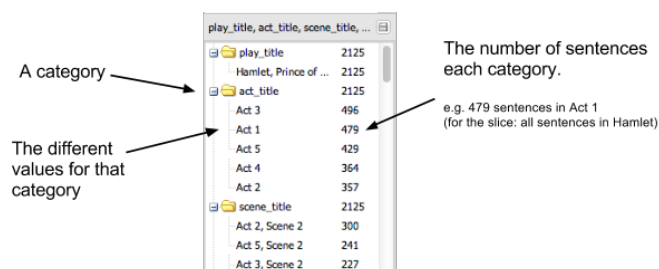 play_title, act_title, scene_title, ...
play_title 2125
Hamlet, Prince of ... 2125
act_title 2125
Act 3 496
Act 1 479
Act 5 429
Act 4 364
Act 2 357
scene_title 2125
Act 2, Scene 2 300
Act 5, Scene 2 241
Act 3, Scene 2 227
A category
The different
values for that
category
The number of sentences
each category.
e.g. 479 sentences in Act 1
(for the slice: all sentences in Hamlet)